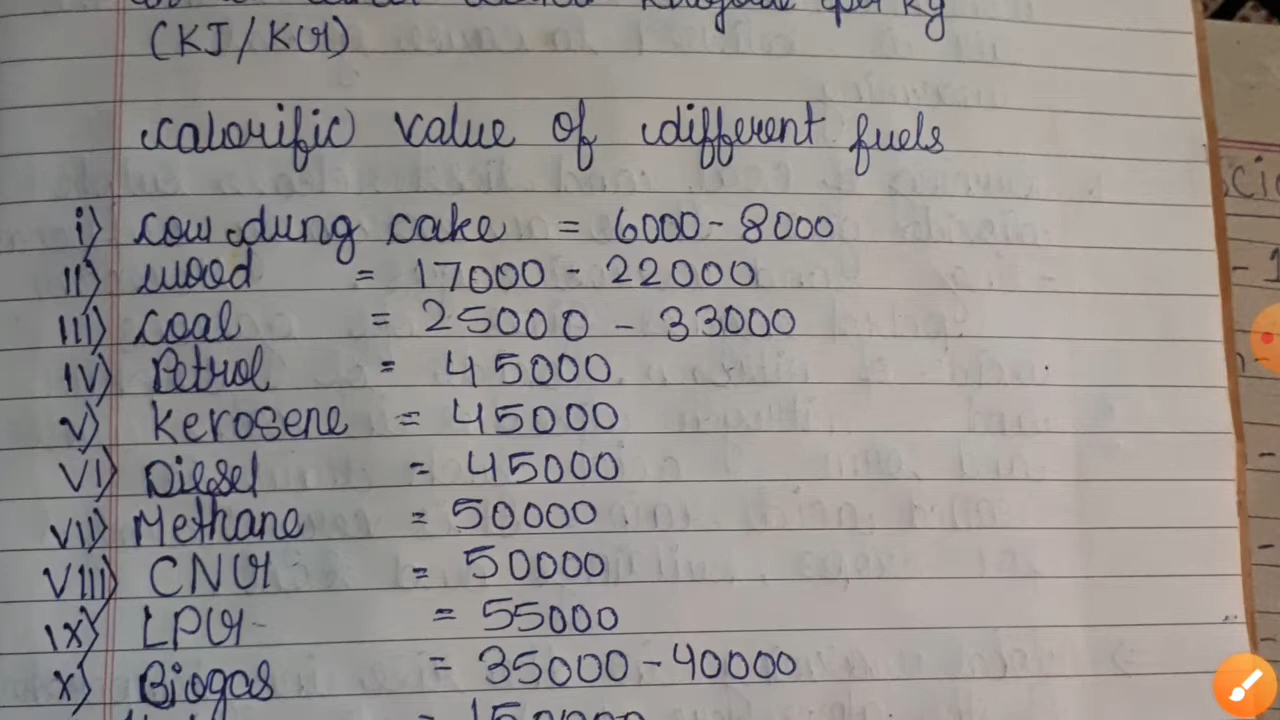 (KJ/KG)
calorific value of different fuels
i) cow dung cake = 6000 - 8000
II) wood = 17000 - 22000
III) coal = 25000 - 33000
IV) Petrol = 45000
V) Kerosene = 45000
VI) Diesel = 45000
VII) Methane = 50000
VIII) CNG = 50000
IX) LPG = 55000
X) Biogas = 35000 - 40000
= 150000